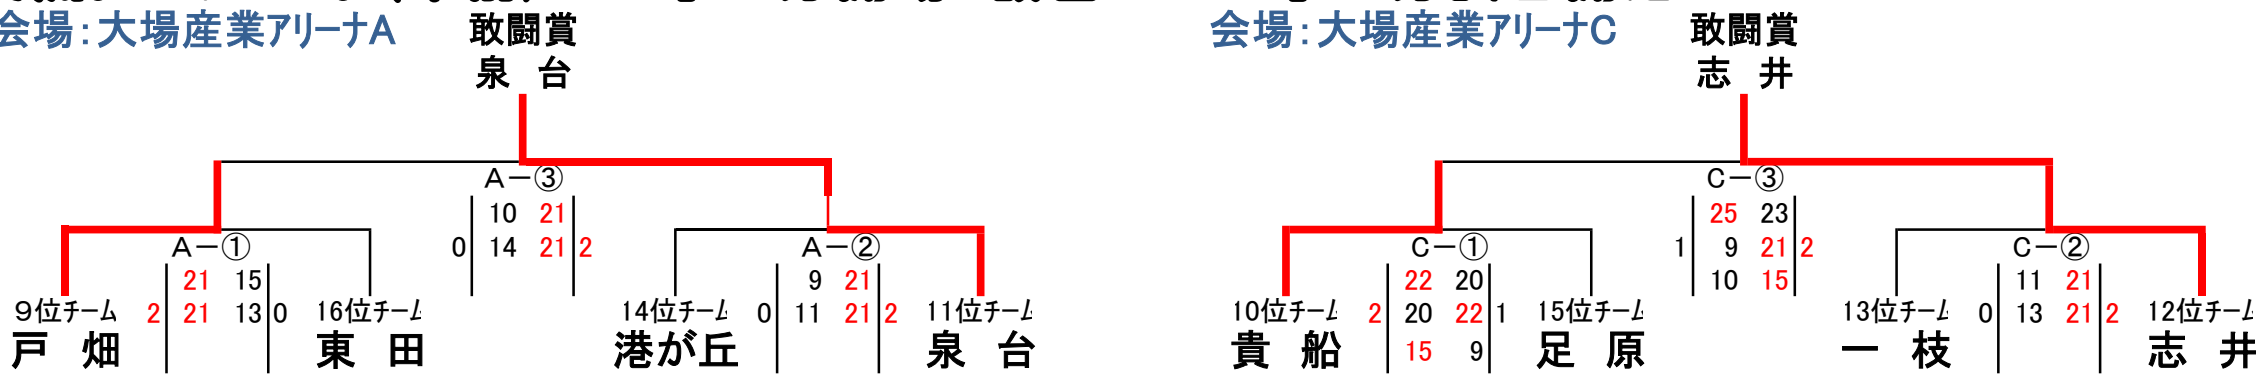 会場:大場産業アリーナA
敢闘賞
泉 台
A-③
10 21
0 14 21 2
A-①
21 15
2 21 13 0
A-②
9 21
0 11 21 2
9位チーム
戸 畑
16位チーム
東 田
14位チーム
港が丘
11位チーム
泉 台
会場:大場産業アリーナC
敢闘賞
志 井
C-③
25 23
1 9 21 2
10 15
C-①
22 20
2 20 22 1
15 9
C-②
11 21
0 13 21 2
10位チーム
貴 船
15位チーム
足 原
13位チーム
一 枝
12位チーム
志 井